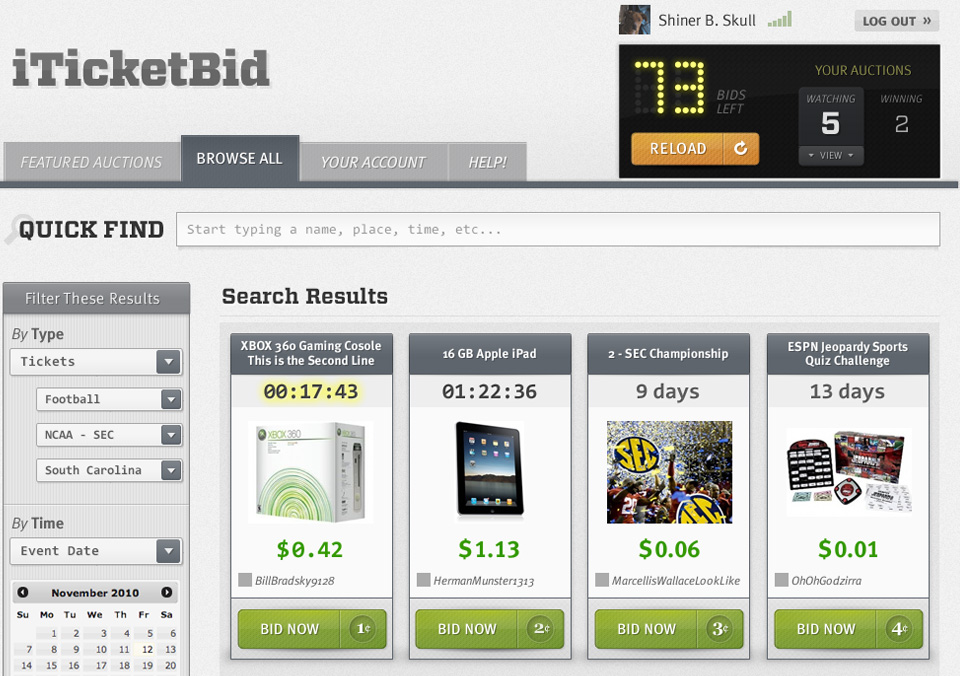 Shiner B. Skull
LOG OUT »
iTicketBid
73
BIDS
LEFT
RELOAD
YOUR AUCTIONS
WATCHING
5
VIEW
WINNING
2
FEATURED AUCTIONS
BROWSE ALL
YOUR ACCOUNT
HELP!
QUICK FIND
Start typing a name, place, time, etc...
Filter These Results
By Type
Tickets
Football
NCAA - SEC
South Carolina
By Time
Event Date
November 2010
Su Mo Tu We Th Fr Sa
1 2 3 4 5 6
7 8 9 10 11 12 13
14 15 16 17 18 19 20
Search Results
XBOX 360 Gaming Cosole
This is the Second Line
00:17:43
XBOX360
$0.42
BillBradsky9128
BID NOW 1¢
16 GB Apple iPad
01:22:36
$1.13
HermanMunster1313
BID NOW 2¢
2 - SEC Championship
9 days
SEC
SEC
$0.06
MarcellisWallaceLookLike
BID NOW 3¢
ESPN Jeopardy Sports
Quiz Challenge
13 days
$0.01
OhOhGodzirra
BID NOW 4¢